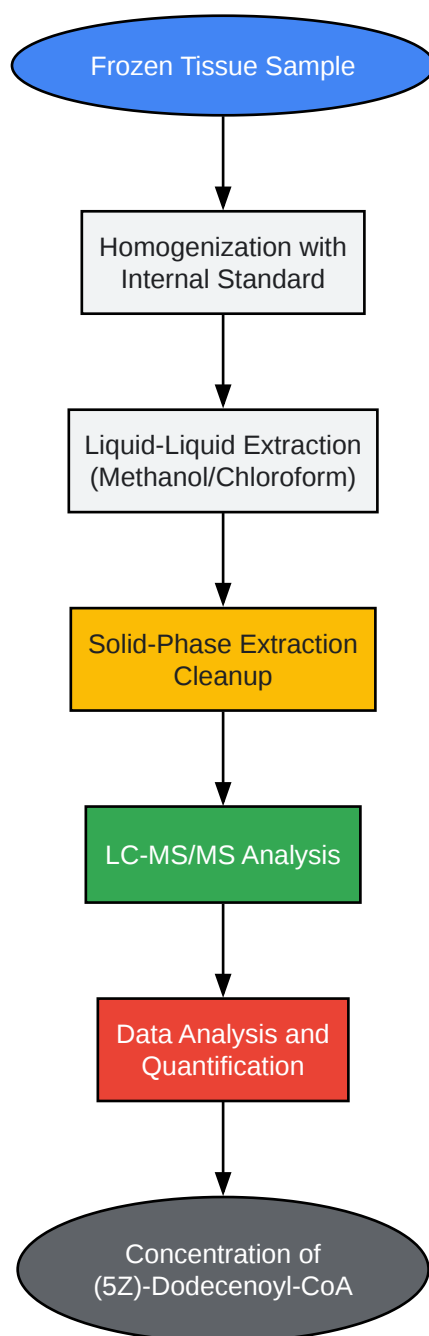 Frozen Tissue Sample
Homogenization with
Internal Standard
Liquid-Liquid Extraction
(Methanol/Chloroform)
Solid-Phase Extraction
Cleanup
LC-MS/MS Analysis
Data Analysis and
Quantification
Concentration of
(5Z)-Dodecenoyl-CoA